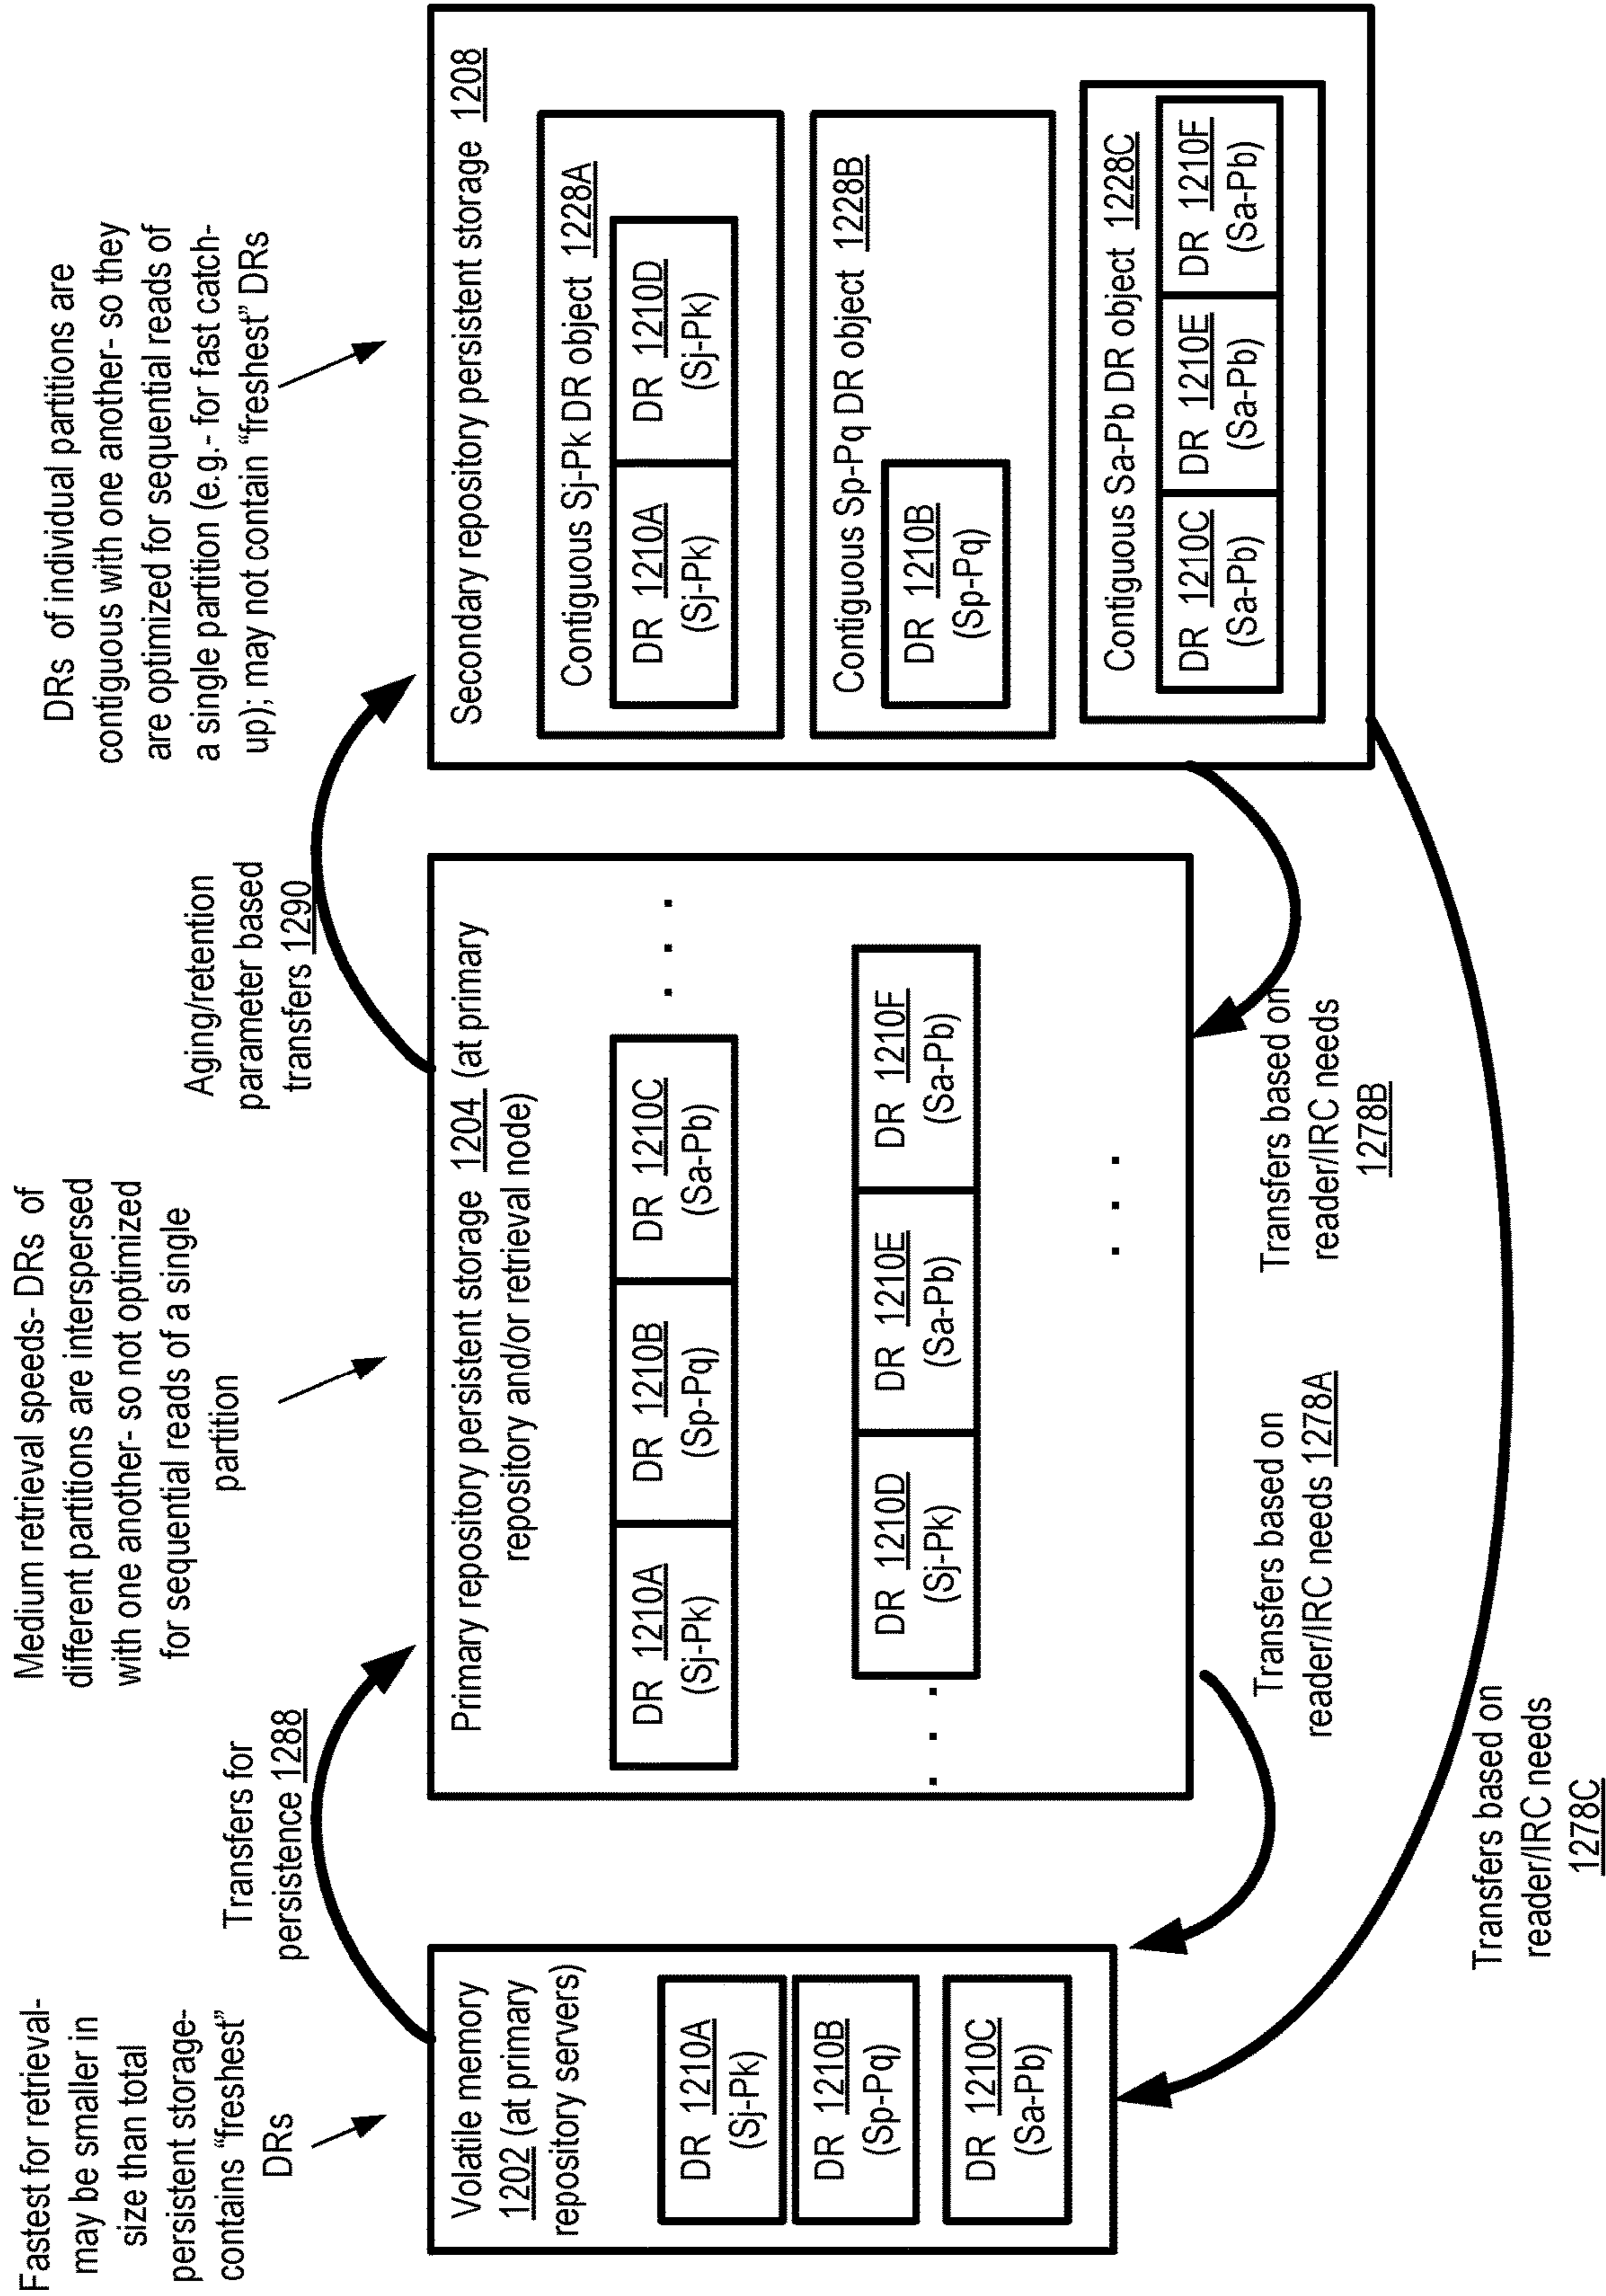 Fastest for retrieval-
may be smaller in
size than total
persistent storage-
contains “freshest”
DRs
Transfers for
persistence 1288
Medium retrieval speeds- DRs of
different partitions are interspersed
with one another- so not optimized
for sequential reads of a single
partition
Aging/retention
parameter based
transfers 1290
DRs of individual partitions are
contiguous with one another- so they
are optimized for sequential reads of
a single partition (e.g.- for fast catch-
up); may not contain “freshest” DRs
Volatile memory
1202 (at primary
repository servers)
DR 1210A
(Sj-Pk)
DR 1210B
(Sp-Pq)
DR 1210C
(Sa-Pb)
Primary repository persistent storage 1204 (at primary
repository and/or retrieval node)
DR 1210A
(Sj-Pk)
DR 1210B
(Sp-Pq)
DR 1210C
(Sa-Pb)
. . .
. . .
DR 1210D
(Sj-Pk)
DR 1210E
(Sa-Pb)
DR 1210F
(Sa-Pb)
. . .
Secondary repository persistent storage 1208
Contiguous Sj-Pk DR object 1228A
DR 1210A
(Sj-Pk)
DR 1210D
(Sj-Pk)
Contiguous Sp-Pq DR object 1228B
DR 1210B
(Sp-Pq)
Contiguous Sa-Pb DR object 1228C
DR 1210C
(Sa-Pb)
DR 1210E
(Sa-Pb)
DR 1210F
(Sa-Pb)
Transfers based on
reader/IRC needs 1278A
Transfers based on
reader/IRC needs
1278B
Transfers based on
reader/IRC needs
1278C